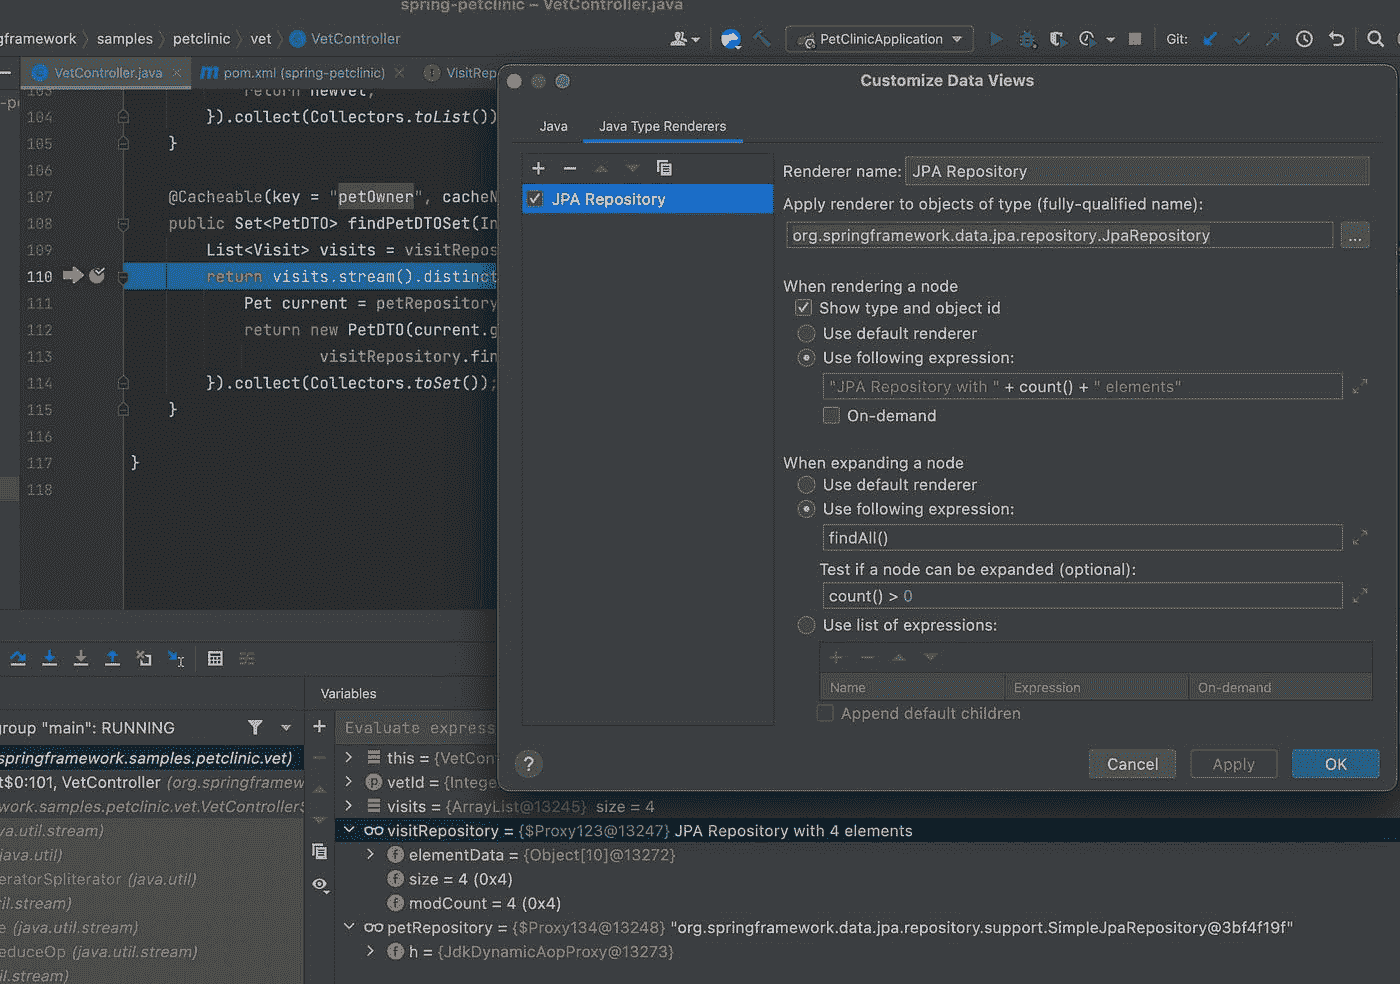 spring-petclinic – VetController.java
gframework samples petclinic vet VetController
PetClinicApplication Git:
VetController.java pom.xml (spring-petclinic) VisitRep
Customize Data Views
Java Java Type Renderers
103 return newVet;
104 }).collect(Collectors.toList())
105 }
106
107 @Cacheable(key = "petOwner", cacheN
108 public Set<PetDTO> findPetDTOSet(In
109 List<Visit> visits = visitRepos
110 return visits.stream().distinct
111 Pet current = petRepository
112 return new PetDTO(current.g
113 visitRepository.fin
114 }).collect(Collectors.toSet());
115 }
116
117 }
118
JPA Repository
Renderer name: JPA Repository
Apply renderer to objects of type (fully-qualified name):
org.springframework.data.jpa.repository.JpaRepository ...
When rendering a node
Show type and object id
Use default renderer
Use following expression:
"JPA Repository with " + count() + " elements"
On-demand
When expanding a node
Use default renderer
Use following expression:
findAll()
Test if a node can be expanded (optional):
count() > 0
Use list of expressions:
Name Expression On-demand
Append default children
? Cancel Apply OK
Variables
group "main": RUNNING
springframework.samples.petclinic.vet)
t$0:101, VetController (org.springframew
work.samples.petclinic.vet.VetControllerS
va.util.stream)
java.util)
eratorSpliterator (java.util)
il.stream)
e (java.util.stream)
educeOp (java.util.stream)
til.stream)
Evaluate express
this = {VetCon
vetId = {Intege
visits = {ArrayList@13245} size = 4
visitRepository = {$Proxy123@13247} JPA Repository with 4 elements
elementData = {Object[10]@13272}
size = 4 (0x4)
modCount = 4 (0x4)
petRepository = {$Proxy134@13248} "org.springframework.data.jpa.repository.support.SimpleJpaRepository@3bf4f19f"
h = {JdkDynamicAopProxy@13273}